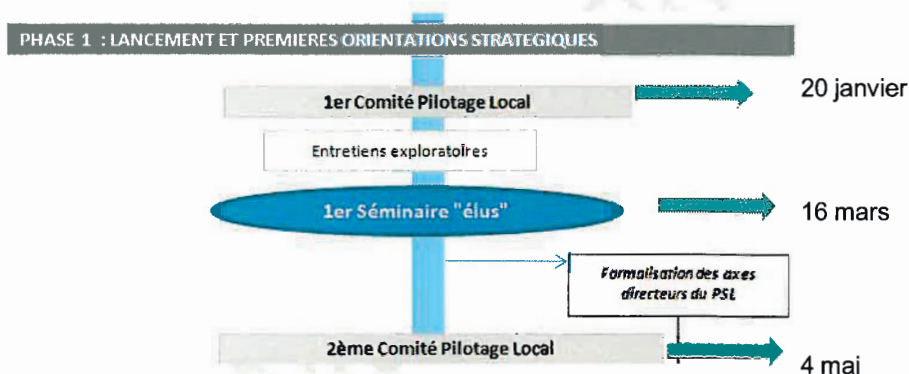 PHASE 1 : LANCEMENT ET PREMIERES ORIENTATIONS STRATEGIQUES
1er Comité Pilotage Local
20 janvier
Entretiens exploratoires
1er Séminaire "élus"
16 mars
Formalisation des axes
directeurs du PSL
2ème Comité Pilotage Local
4 mai